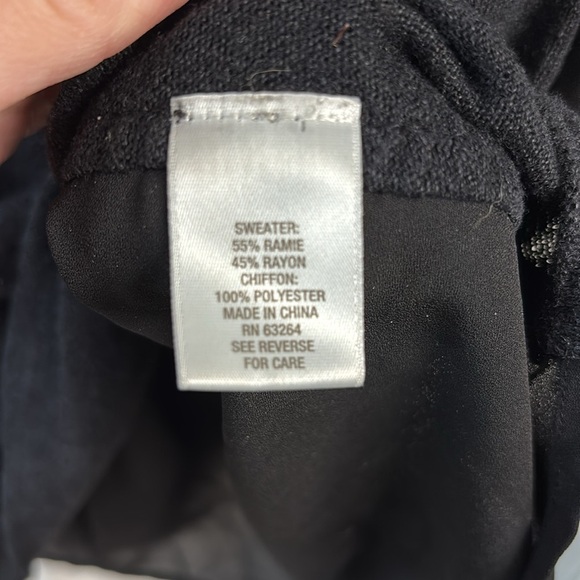 SWEATER:
55% RAMIE
45% RAYON
CHIFFON:
100% POLYESTER
MADE IN CHINA
RN 63264
SEE REVERSE
FOR CARE